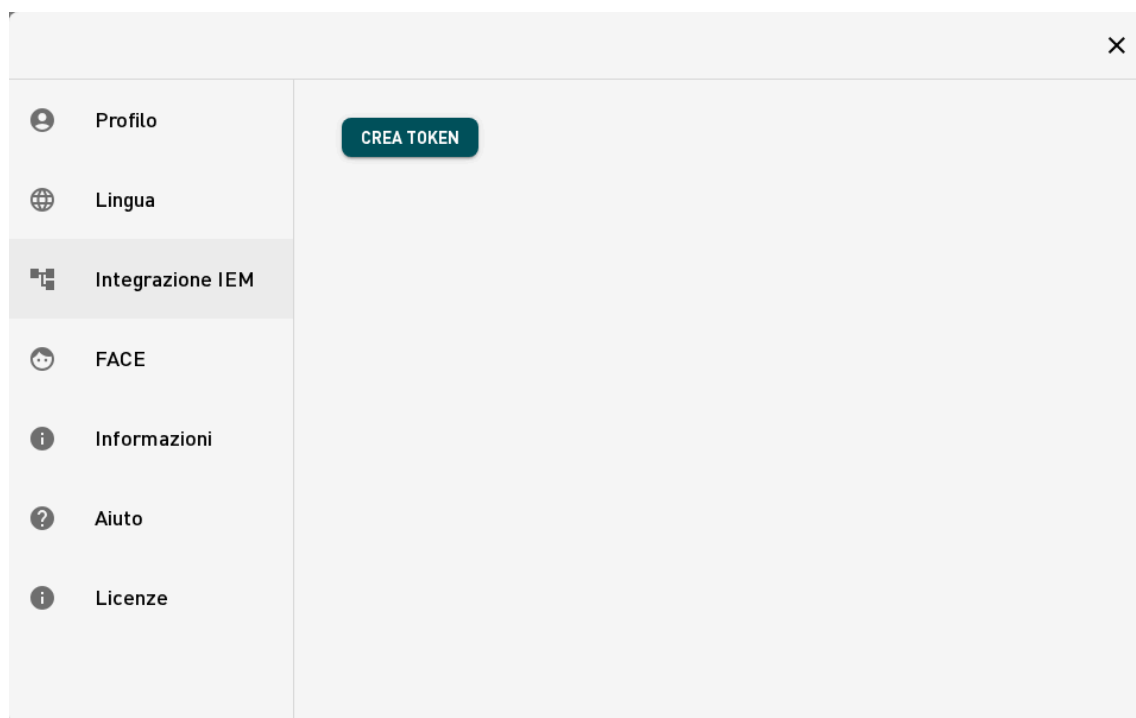 Profilo
CREA TOKEN
Lingua
Integrazione IEM
FACE
Informazioni
Aiuto
Licenze